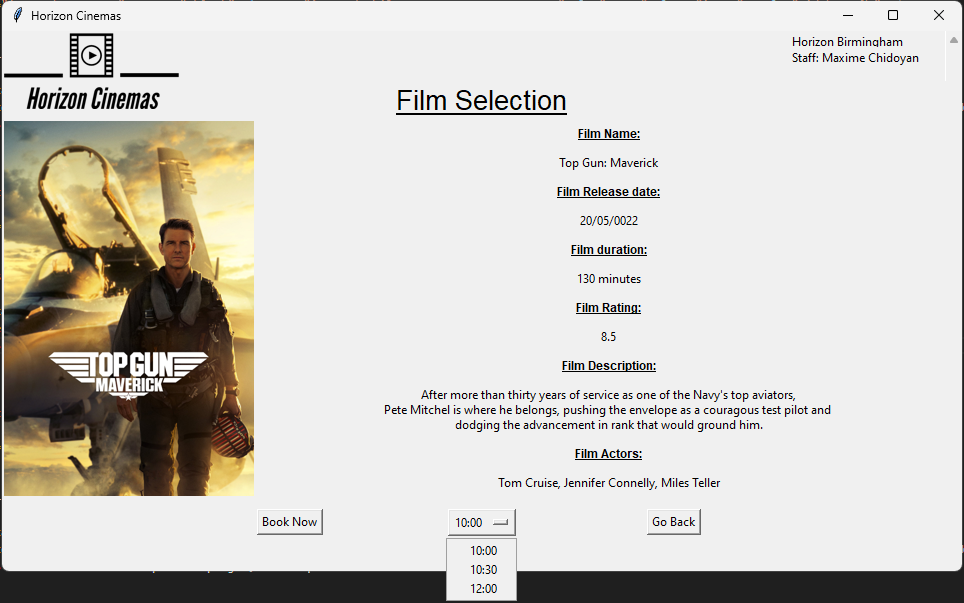 Horizon Cinemas
Horizon Birmingham
Staff: Maxime Chidoyan
Horizon Cinemas
Film Selection
Film Name:
Top Gun: Maverick
Film Release date:
20/05/0022
Film duration:
130 minutes
Film Rating:
8.5
Film Description:
After more than thirty years of service as one of the Navy's top aviators,
Pete Mitchel is where he belongs, pushing the envelope as a couragous test pilot and
dodging the advancement in rank that would ground him.
Film Actors:
Tom Cruise, Jennifer Connelly, Miles Teller
TOP GUN
MAVERICK
Book Now
10:00
Go Back
10:00
10:30
12:00